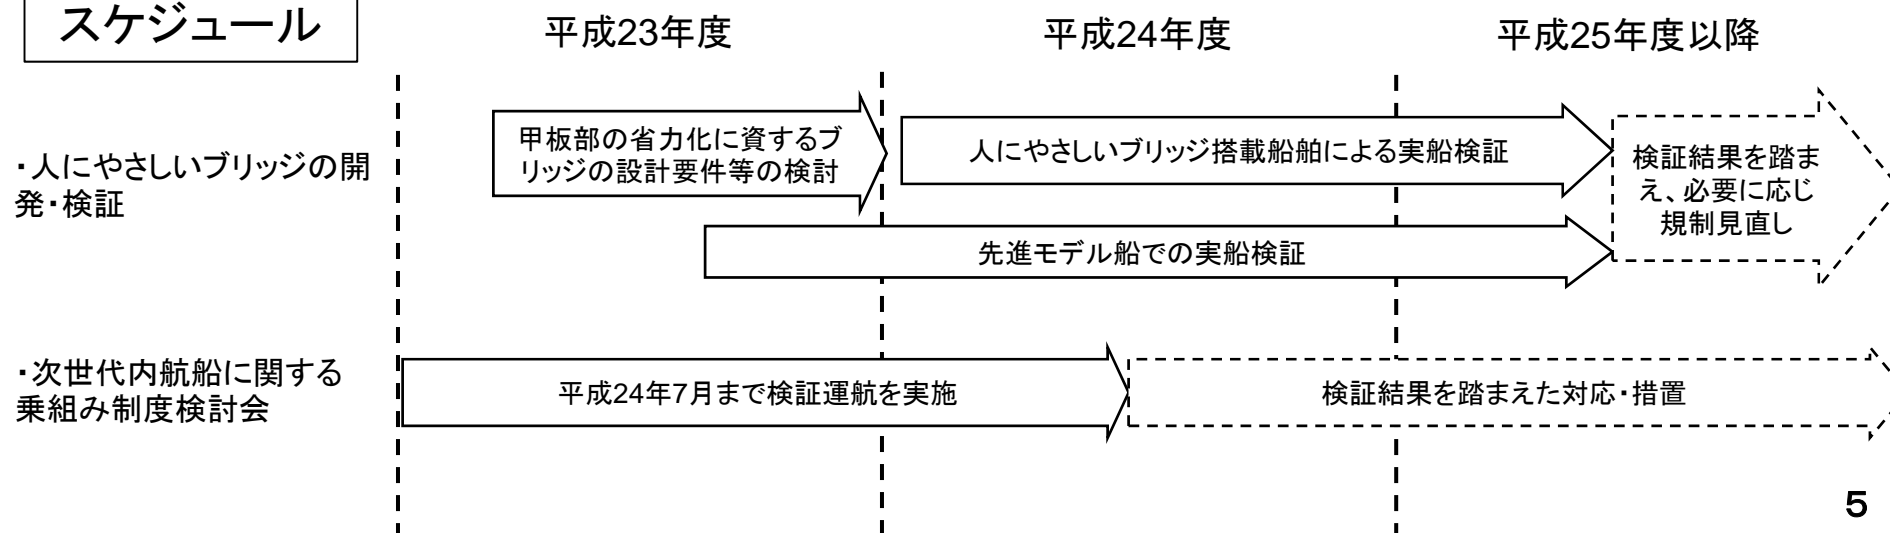 スケジュール
平成23年度
平成24年度
平成25年度以降
・人にやさしいブリッジの開
発・検証
甲板部の省力化に資するブ
リッジの設計要件等の検討
人にやさしいブリッジ搭載船舶による実船検証
検証結果を踏ま
え、必要に応じ
規制見直し
先進モデル船での実船検証
・次世代内航船に関する
乗組み制度検討会
平成24年7月まで検証運航を実施
検証結果を踏まえた対応・措置
5